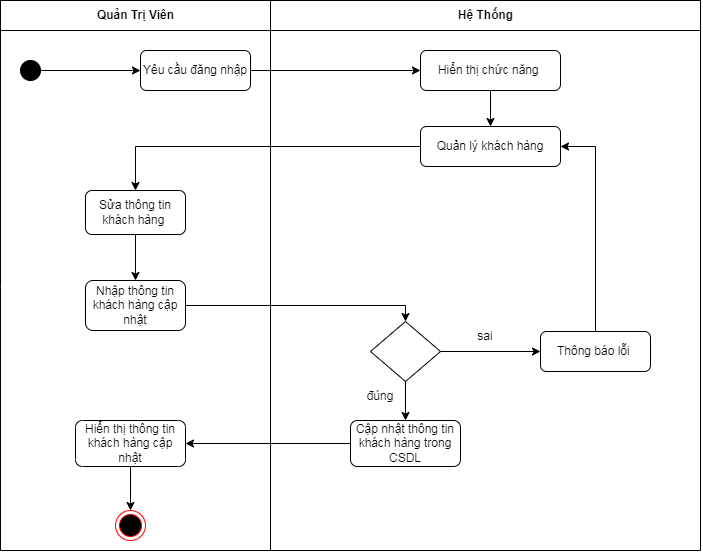 Quản Trị Viên
Hệ Thống
Yêu cầu đăng nhập
Hiển thị chức năng
Quản lý khách hàng
Sửa thông tin
khách hàng
Nhập thông tin
khách hàng cập
nhật
sai
Thông báo lỗi
đúng
Hiển thị thông tin
khách hàng cập
nhật
Cập nhật thông tin
khách hàng trong
CSDL